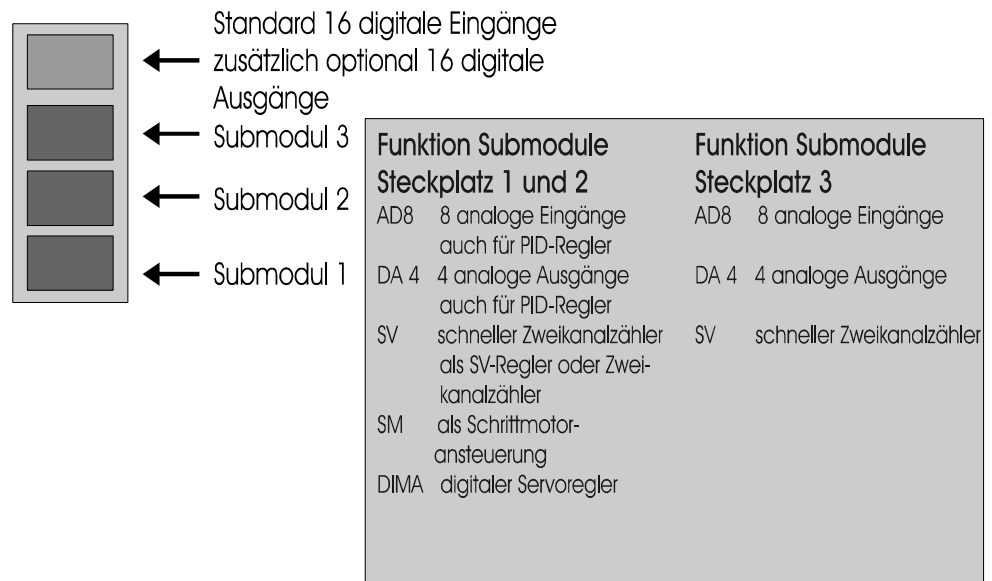 Standard 16 digitale Eingänge
zusätzlich optional 16 digitale
Ausgänge
Submodul 3
Submodul 2
Submodul 1
Funktion Submodule
Steckplatz 1 und 2
AD8 8 analoge Eingänge
auch für PID-Regler
DA 4 4 analoge Ausgänge
auch für PID-Regler
SV schneller Zweikanalzähler
als SV-Regler oder Zwei-
kanalzähler
SM als Schrittmotor-
ansteuerung
DIMA digitaler Servoregler
Funktion Submodule
Steckplatz 3
AD8 8 analoge Eingänge
DA 4 4 analoge Ausgänge
SV schneller Zweikanalzähler